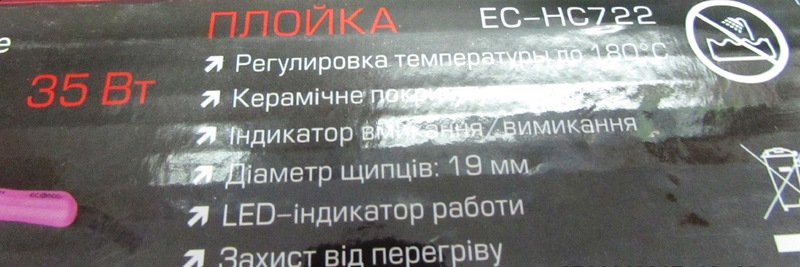 ПЛОЙКА EC-HC722
35 Вт
Регулировка температуры до 180°C
Керамічне
Індикатор вмикання/вимикання
Діаметр щипців: 19 мм
LED-індикатор работи
Захист від перегріву